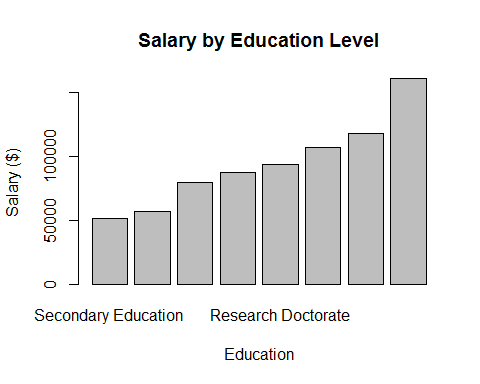 Salary by Education Level
Salary ($)
100000
50000
0
Secondary Education Research Doctorate
Education